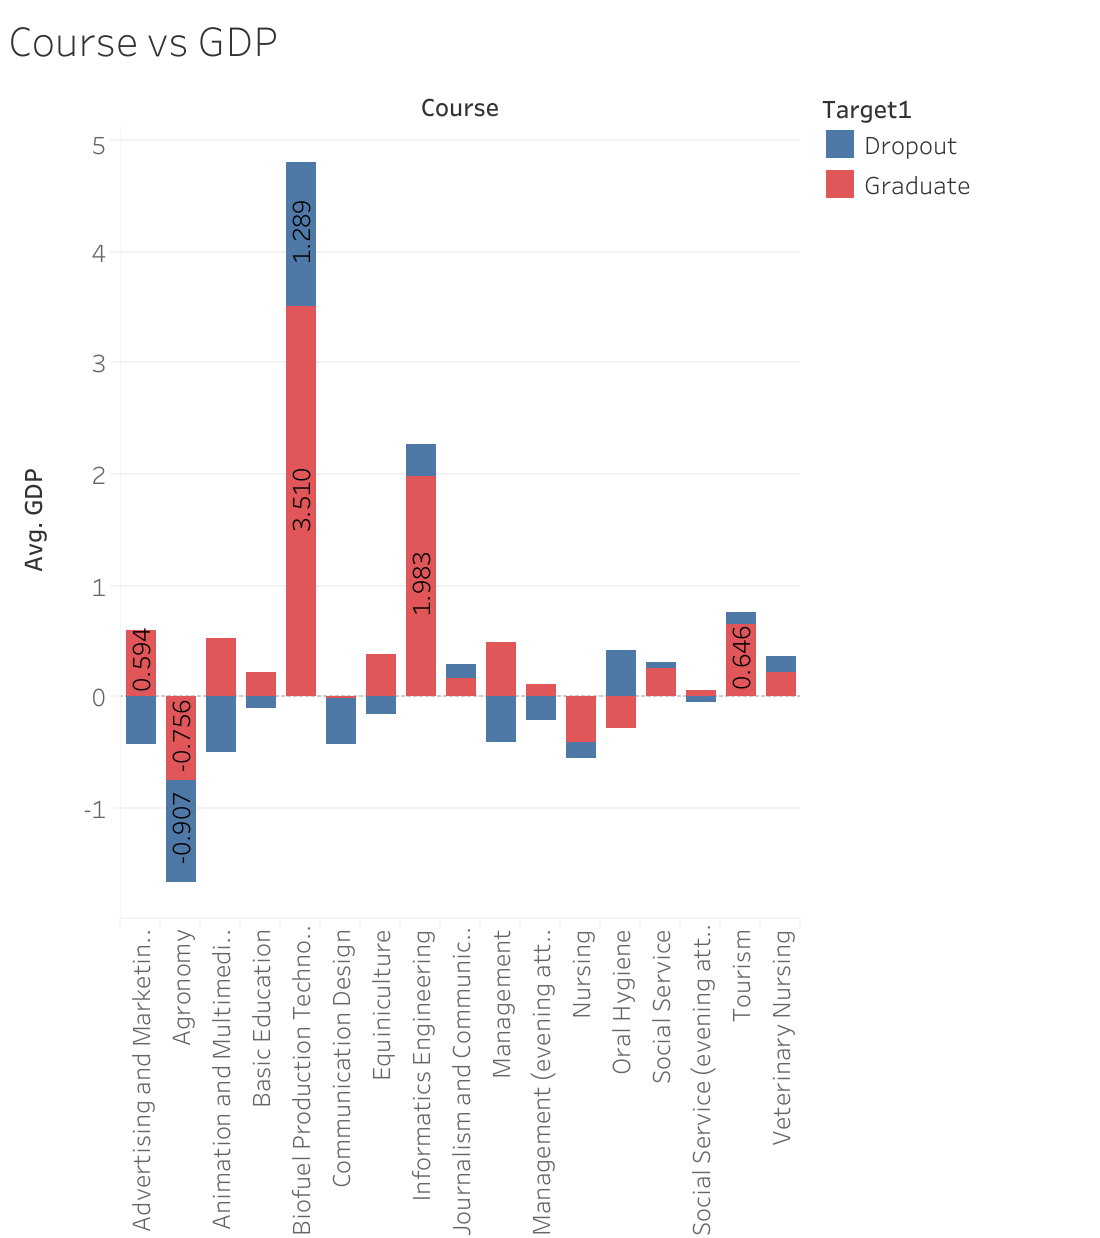 Course vs GDP
Course
Target1
Dropout
Graduate
Avg. GDP
5
4
3
2
1
0
-1
1.289
3.510
1.983
0.594
-0.756
-0.907
0.646
Advertising and Marketin..
Agronomy
Animation and Multimedi..
Basic Education
Biofuel Production Techno..
Communication Design
Equiniculture
Informatics Engineering
Journalism and Communic..
Management
Management (evening att..
Nursing
Oral Hygiene
Social Service
Social Service (evening att..
Tourism
Veterinary Nursing